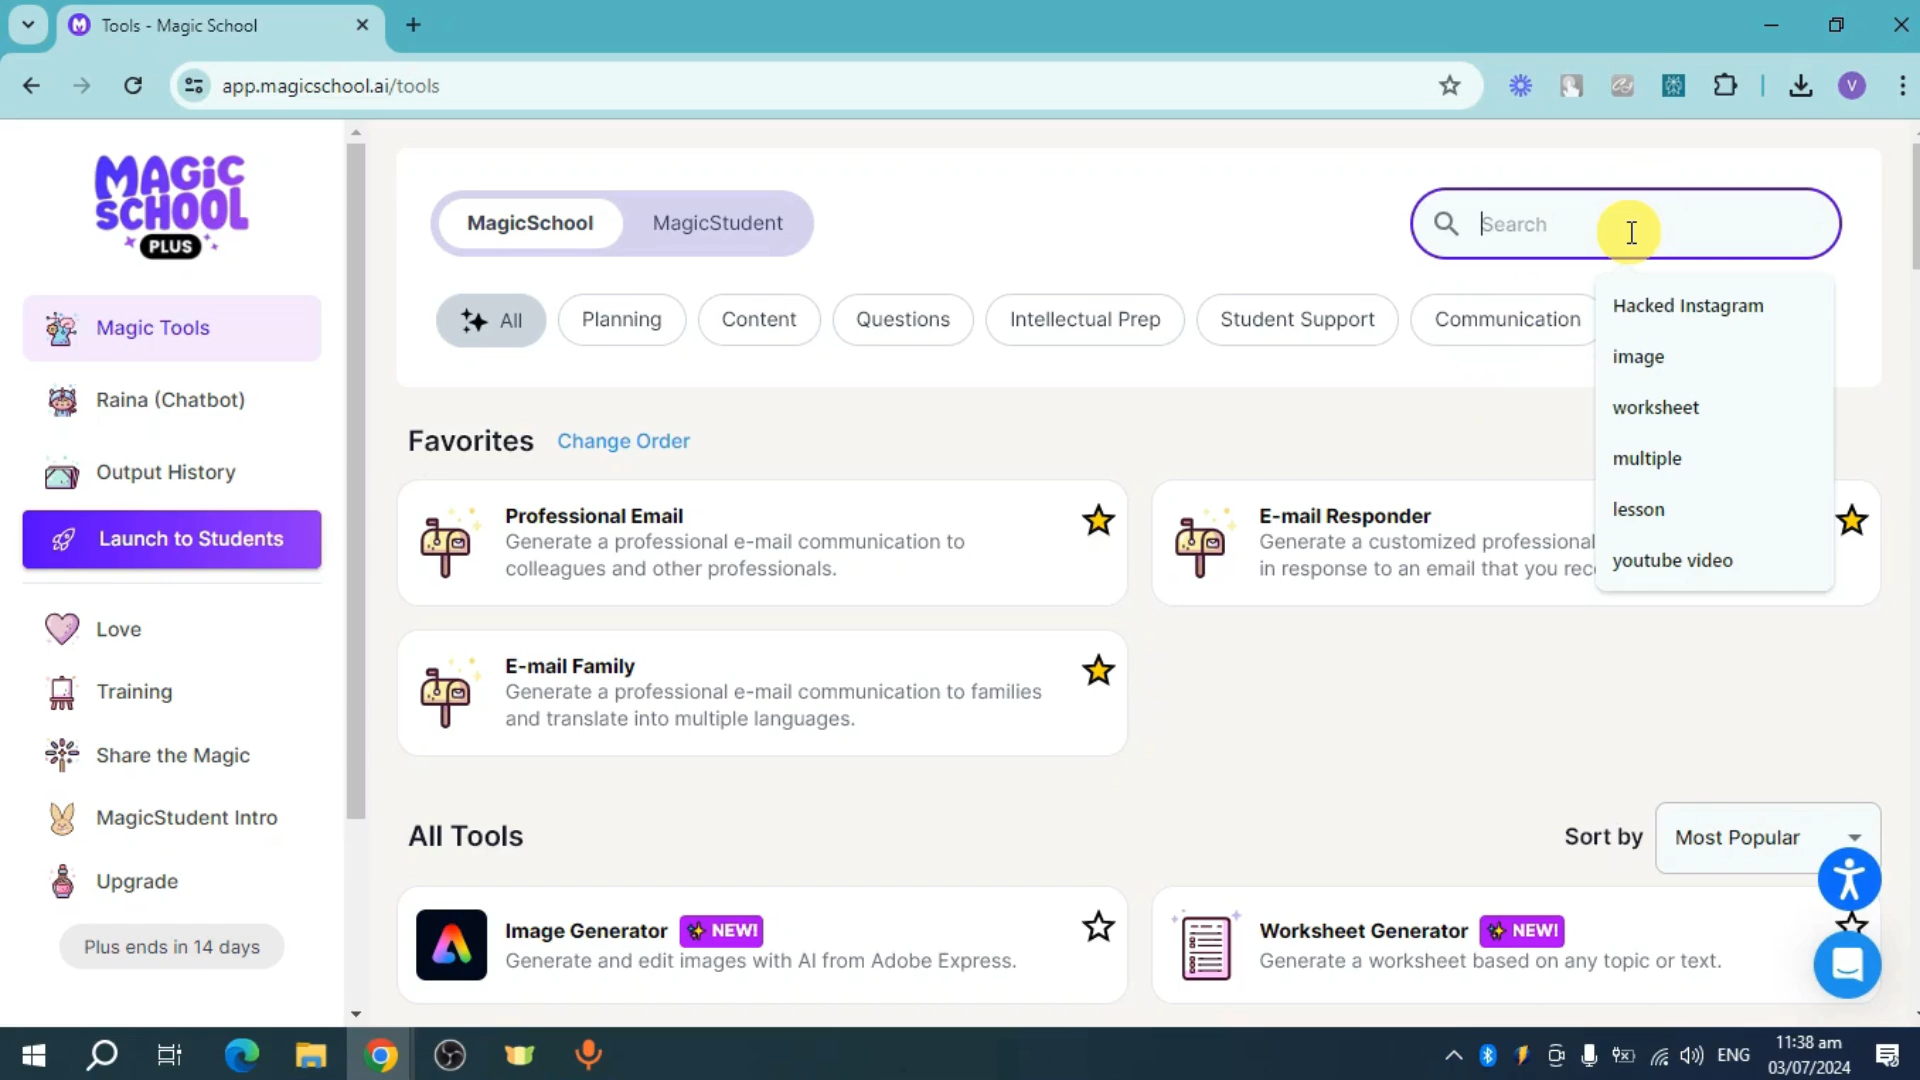 Tools - Magic School
app.magicschool.ai/tools
V
MAGIC
SCHOOL
PLUS
Magic Tools
Raina (Chatbot)
Output History
Launch to Students
Love
Training
Share the Magic
MagicStudent Intro
Upgrade
Plus ends in 14 days
MagicSchool
MagicStudent
Search
All
Planning
Content
Questions
Intellectual Prep
Student Support
Communication
Hacked Instagram
image
worksheet
multiple
lesson
youtube video
Favorites
Change Order
Professional Email
Generate a professional e-mail communication to
colleagues and other professionals.
E-mail Responder
Generate a customized professional
in response to an email that you rec
E-mail Family
Generate a professional e-mail communication to families
and translate into multiple languages.
All Tools
Sort by
Most Popular
Image Generator
NEW!
Generate and edit images with AI from Adobe Express.
Worksheet Generator
NEW!
Generate a worksheet based on any topic or text.
ENG
11:38 am
03/07/2024